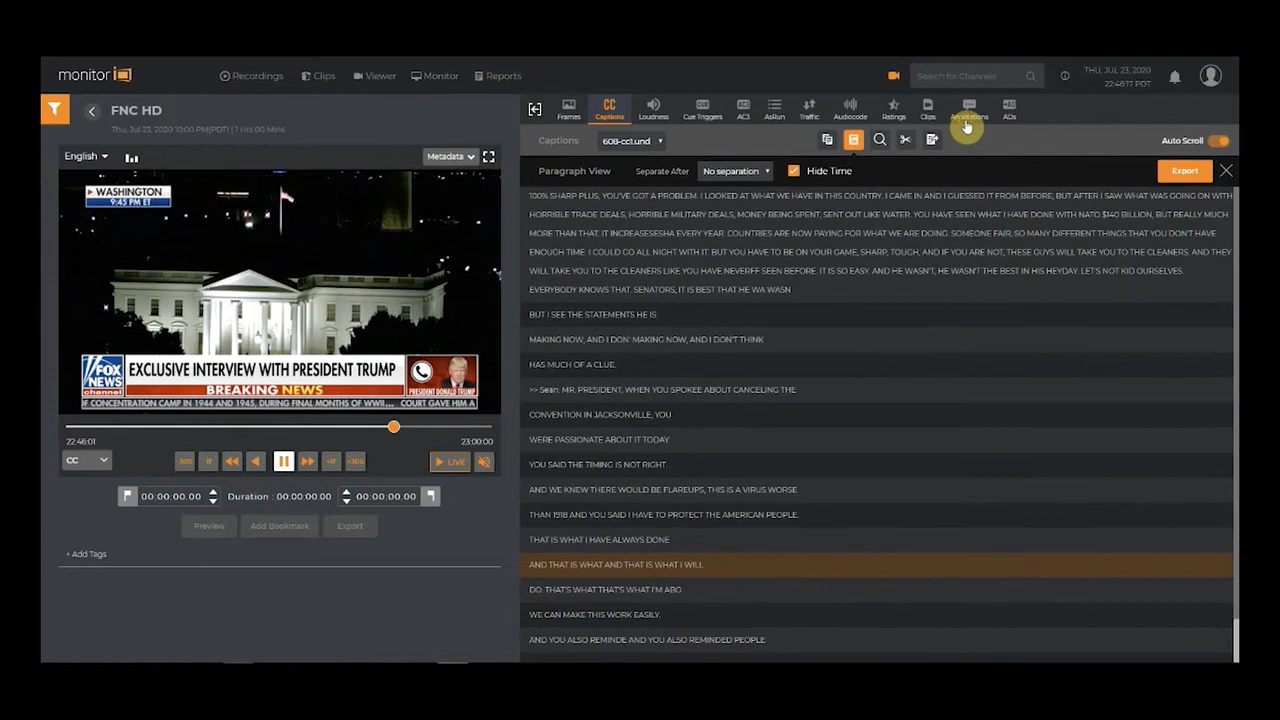 monitor
Recordings
Clips
Viewer
Monitor
Reports
Search for Channels
THU, JUL 23, 2020
22:46:17 PDT
FNC HD
Thu, Jul 23, 2020 10:00 PM(PDT) | 1 Hrs 00 Mins
Frames
CC
Captions
Loudness
CUE
Cue Triggers
AC3
AC3
AsRun
Traffic
Audiocode
Ratings
Clips
Annotations
ADs
Captions
608-cc1.und
Auto Scroll
English
Metadata
Paragraph View
Separate After
No separation
Hide Time
Export
WASHINGTON
9:45 PM ET
FOX
NEWS
channel
EXCLUSIVE INTERVIEW WITH PRESIDENT TRUMP
BREAKING NEWS
PRESIDENT DONALD TRUMP
F CONCENTRATION CAMP IN 1944 AND 1945, DURING FINAL MONTHS OF WWII... COURT GAVE HIM A
22:46:01
23:00:00
CC
-30S
-1F
+1F
+30S
LIVE
00:00:00.00
Duration : 00:00:00.00
00:00:00.00
Preview
Add Bookmark
Export
+ Add Tags
100% SHARP PLUS, YOU'VE GOT A PROBLEM. I LOOKED AT WHAT WE HAVE IN THIS COUNTRY. I CAME IN AND I GUESSED IT FROM BEFORE, BUT AFTER I SAW WHAT WAS GOING ON WITH
HORRIBLE TRADE DEALS, HORRIBLE MILITARY DEALS, MONEY BEING SPENT, SENT OUT LIKE WATER. YOU HAVE SEEN WHAT I HAVE DONE WITH NATO $140 BILLION, BUT REALLY MUCH
MORE THAN THAT. IT INCREASESESHA EVERY YEAR. COUNTRIES ARE NOW PAYING FOR WHAT WE ARE DOING. SOMEONE FAIR, SO MANY DIFFERENT THINGS THAT YOU DON'T HAVE
ENOUGH TIME. I COULD GO ALL NIGHT WITH IT. BUT YOU HAVE TO BE ON YOUR GAME, SHARP, TOUGH, AND IF YOU ARE NOT, THESE GUYS WILL TAKE YOU TO THE CLEANERS. AND THEY
WILL TAKE YOU TO THE CLEANERS LIKE YOU HAVE NEVERFF SEEN BEFORE. IT IS SO EASY. AND HE WASN'T, HE WASN'T THE BEST IN HIS HEYDAY. LET'S NOT KID OURSELVES.
EVERYBODY KNOWS THAT. SENATORS, IT IS BEST THAT HE WA WASN
BUT I SEE THE STATEMENTS HE IS
MAKING NOW, AND I DON' MAKING NOW, AND I DON'T THINK
HAS MUCH OF A CLUE.
>> Sean: MR. PRESIDENT, WHEN YOU SPOKEE ABOUT CANCELING THE
CONVENTION IN JACKSONVILLE, YOU
WERE PASSIONATE ABOUT IT TODAY.
YOU SAID THE TIMING IS NOT RIGHT.
AND WE KNEW THERE WOULD BE FLAREUPS, THIS IS A VIRUS WORSE
THAN 1918 AND YOU SAID I HAVE TO PROTECT THE AMERICAN PEOPLE.
THAT IS WHAT I HAVE ALWAYS DONE
AND THAT IS WHAT AND THAT IS WHAT I WILL
DO. THAT'S WHAT THAT'S WHAT I'M ABO
WE CAN MAKE THIS WORK EASILY.
AND YOU ALSO REMINDE AND YOU ALSO REMINDED PEOPLE